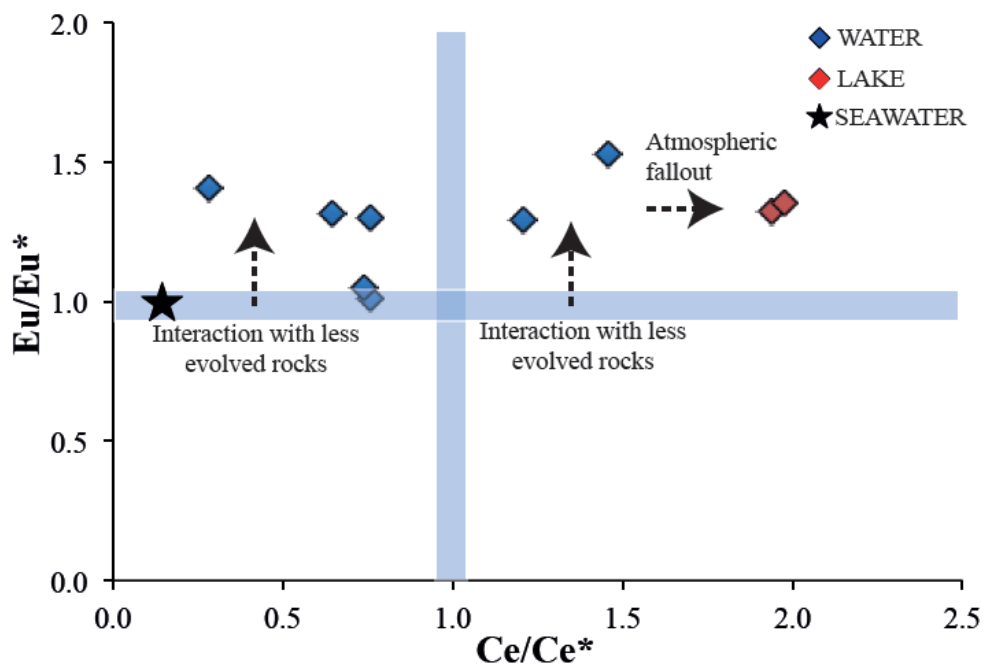 2.0
WATER
LAKE
SEAWATER
Atmospheric
fallout
1.5
Eu/Eu*
1.0
Interaction with less
evolved rocks
Interaction with less
evolved rocks
0.5
0.0
0.0 0.5 1.0 1.5 2.0 2.5
Ce/Ce*